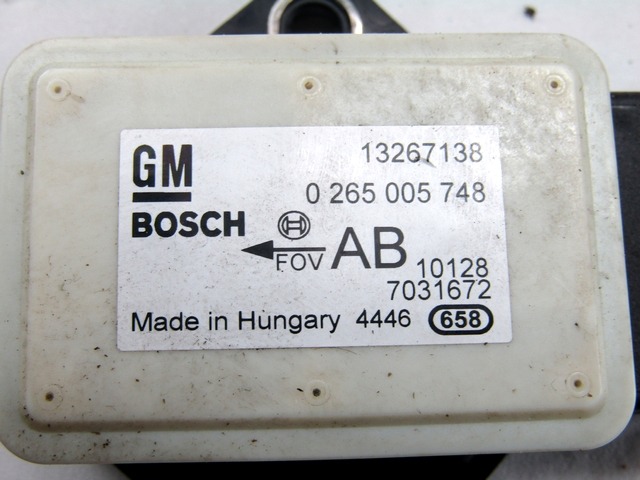 GM 13267138
0 265 005 748
BOSCH
FOV AB 10128
7031672
Made in Hungary 4446 658